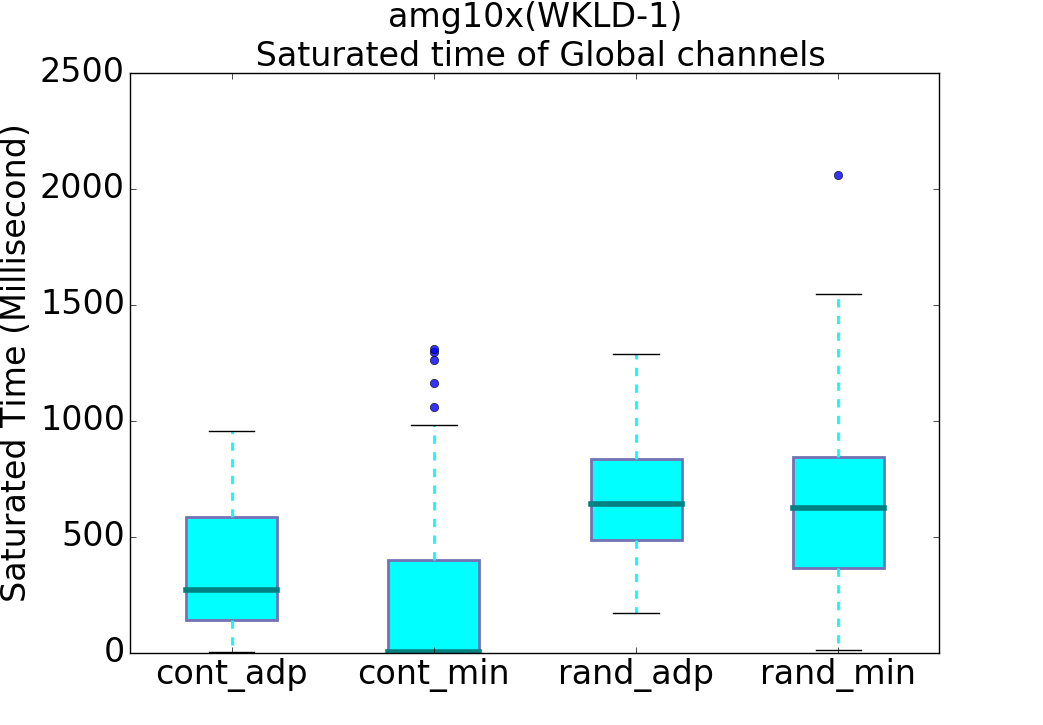 amg10x(WKLD-1)
Saturated time of Global channels
Saturated Time (Millisecond)
2500
2000
1500
1000
500
0
cont_adp cont_min rand_adp rand_min